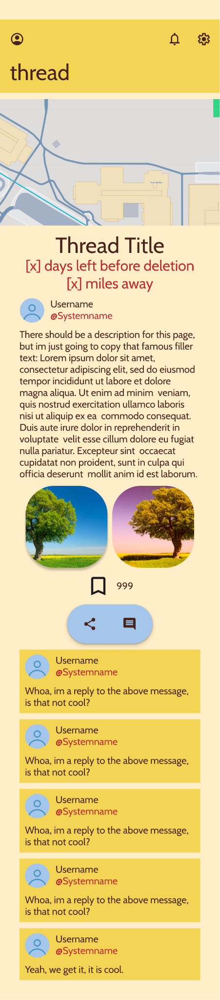 thread
Thread Title
[x] days left before deletion
[x] miles away
Username
@Systemname
There should be a description for this page,
but im just going to copy that famous filler
text: Lorem ipsum dolor sit amet,
consectetur adipiscing elit, sed do eiusmod
tempor incididunt ut labore et dolore
magna aliqua. Ut enim ad minim  veniam,
quis nostrud exercitation ullamco laboris
nisi ut aliquip ex ea  commodo consequat.
Duis aute irure dolor in reprehenderit in
voluptate  velit esse cillum dolore eu fugiat
nulla pariatur. Excepteur sint  occaecat
cupidatat non proident, sunt in culpa qui
officia deserunt  mollit anim id est laborum.
999
Username
@Systemname
Whoa, im a reply to the above message,
is that not cool?
Username
@Systemname
Whoa, im a reply to the above message,
is that not cool?
Username
@Systemname
Whoa, im a reply to the above message,
is that not cool?
Username
@Systemname
Whoa, im a reply to the above message,
is that not cool?
Username
@Systemname
Yeah, we get it, it is cool.